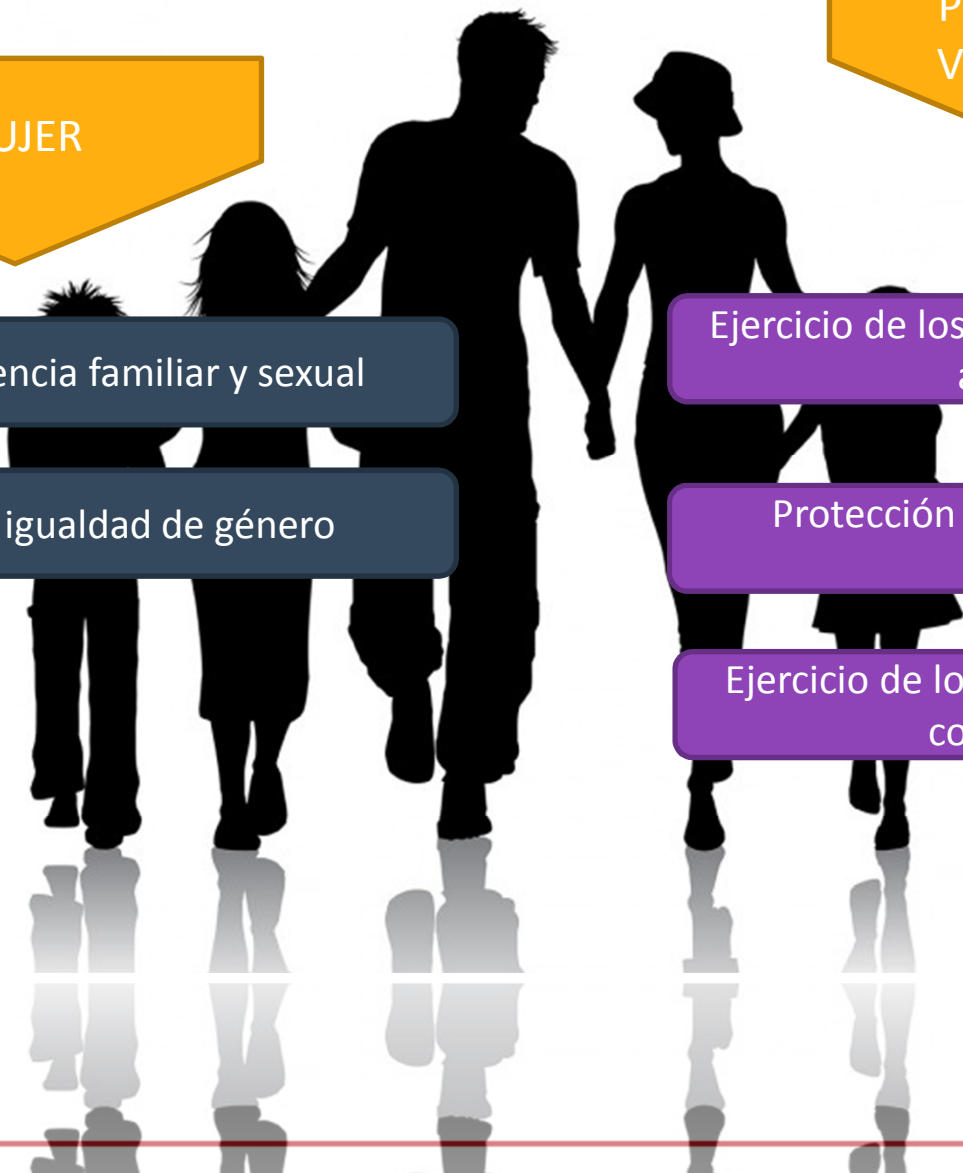 UJER
P
V
encia familiar y sexual
igualdad de género
Ejercicio de los
a
Protección
Ejercicio de lo
co